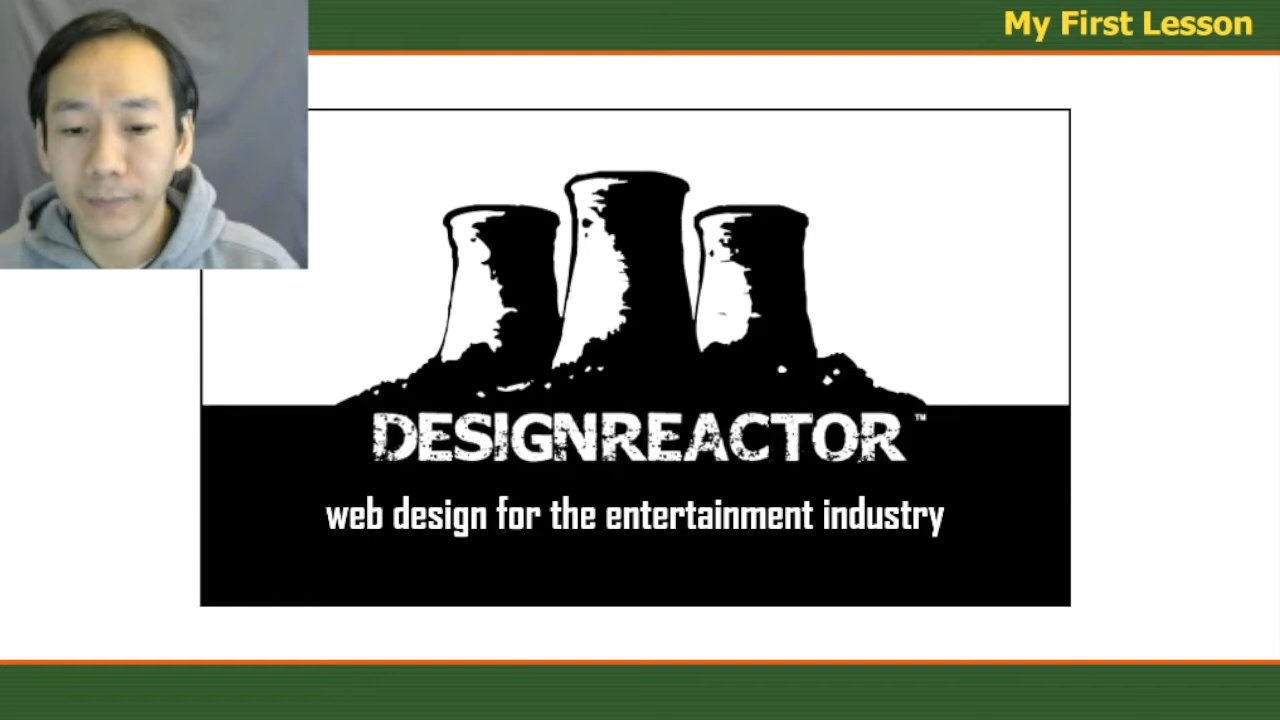 My First Lesson
DESIGNREACTOR™
web design for the entertainment industry